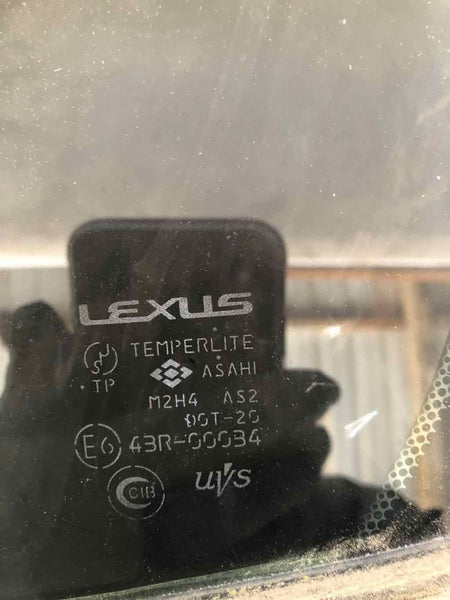 LEXUS
TEMPERLITE
TP ASAHI
M2H4 AS2
DOT-20
E6 43R-00034
CIB uvs